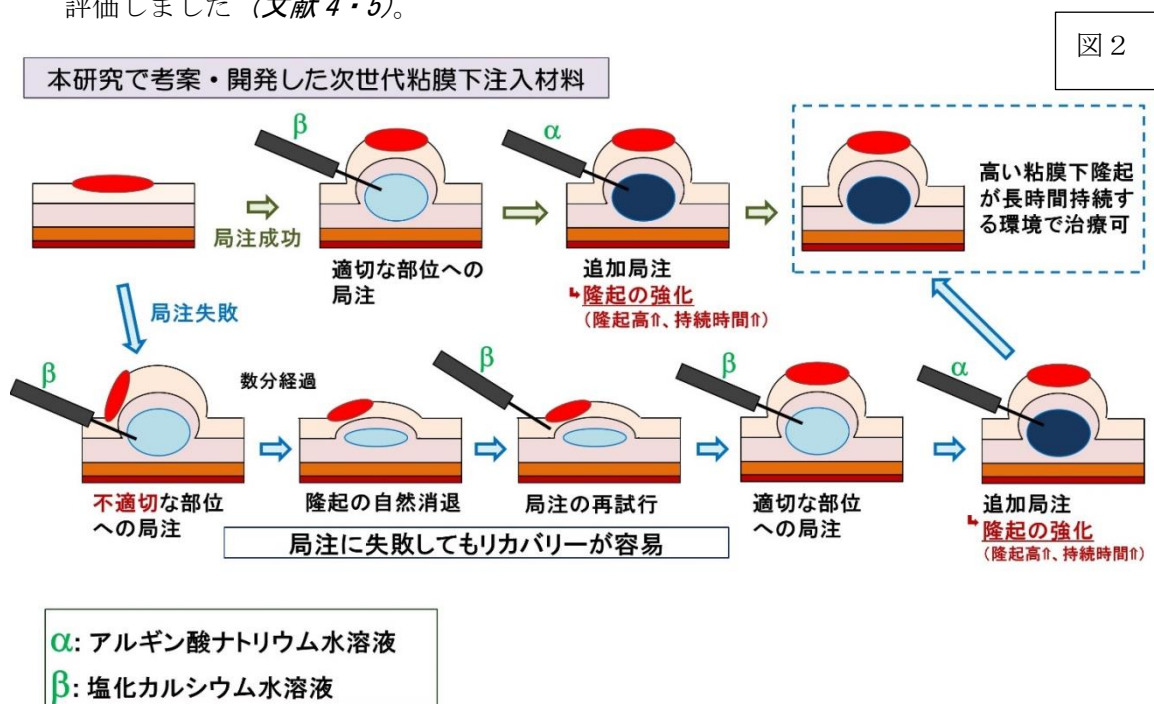 評価しました（文献 4・5）。
図２
本研究で考案・開発した次世代粘膜下注入材料
β
α
局注成功
適切な部位への
局注
追加局注
↳隆起の強化
（隆起高⇑、持続時間⇑）
高い粘膜下隆起
が長時間持続す
る環境で治療可
局注失敗
β
数分経過
β
β
α
不適切な部位
への局注
隆起の自然消退
局注の再試行
適切な部位
への局注
追加局注
↳隆起の強化
（隆起高⇑、持続時間⇑）
局注に失敗してもリカバリーが容易
α: アルギン酸ナトリウム水溶液
β: 塩化カルシウム水溶液